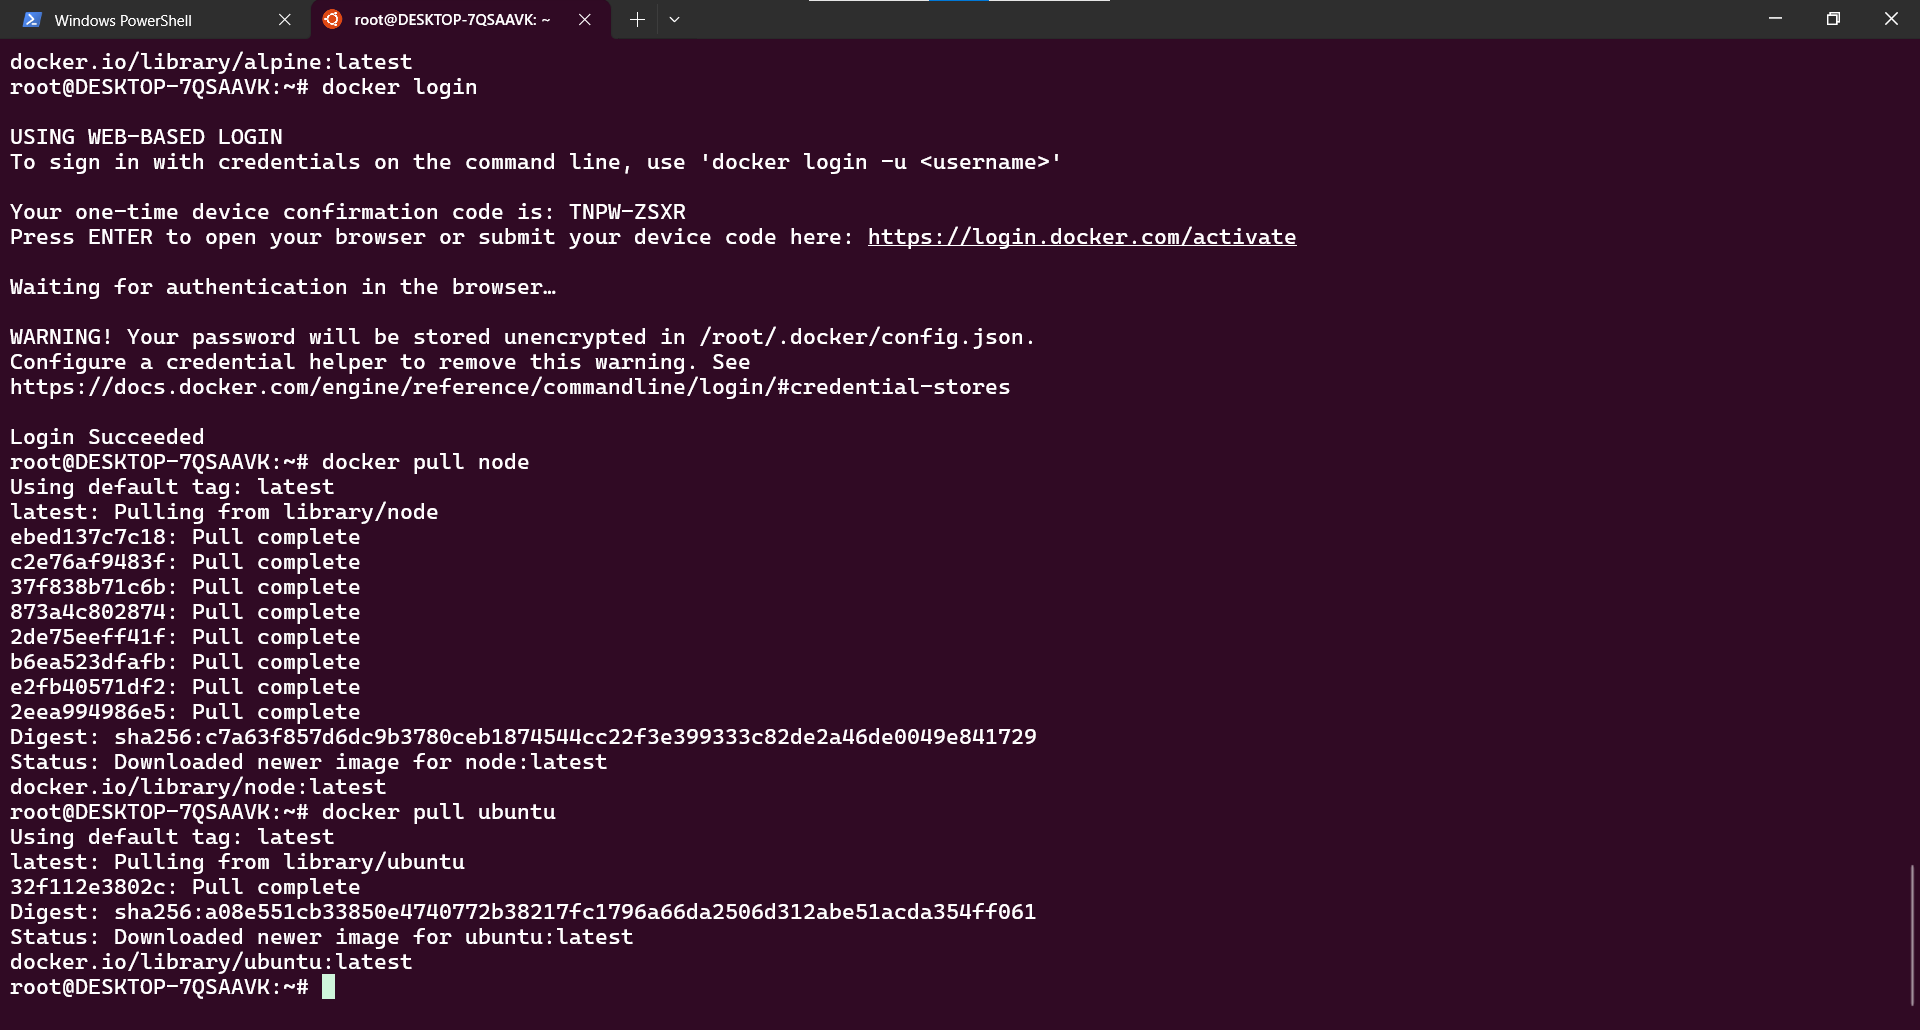 Windows PowerShell
root@DESKTOP-7QSAAVK: ~
docker.io/library/alpine:latest
root@DESKTOP-7QSAAVK:~# docker login
USING WEB-BASED LOGIN
To sign in with credentials on the command line, use 'docker login -u <username>'
Your one-time device confirmation code is: TNPW-ZSXR
Press ENTER to open your browser or submit your device code here: https://login.docker.com/activate
Waiting for authentication in the browser…
WARNING! Your password will be stored unencrypted in /root/.docker/config.json.
Configure a credential helper to remove this warning. See
https://docs.docker.com/engine/reference/commandline/login/#credential-stores
Login Succeeded
root@DESKTOP-7QSAAVK:~# docker pull node
Using default tag: latest
latest: Pulling from library/node
ebed137c7c18: Pull complete
c2e76af9483f: Pull complete
37f838b71c6b: Pull complete
873a4c802874: Pull complete
2de75eeff41f: Pull complete
b6ea523dfafb: Pull complete
e2fb40571df2: Pull complete
2eea994986e5: Pull complete
Digest: sha256:c7a63f857d6dc9b3780ceb1874544cc22f3e399333c82de2a46de0049e841729
Status: Downloaded newer image for node:latest
docker.io/library/node:latest
root@DESKTOP-7QSAAVK:~# docker pull ubuntu
Using default tag: latest
latest: Pulling from library/ubuntu
32f112e3802c: Pull complete
Digest: sha256:a08e551cb33850e4740772b38217fc1796a66da2506d312abe51acda354ff061
Status: Downloaded newer image for ubuntu:latest
docker.io/library/ubuntu:latest
root@DESKTOP-7QSAAVK:~#